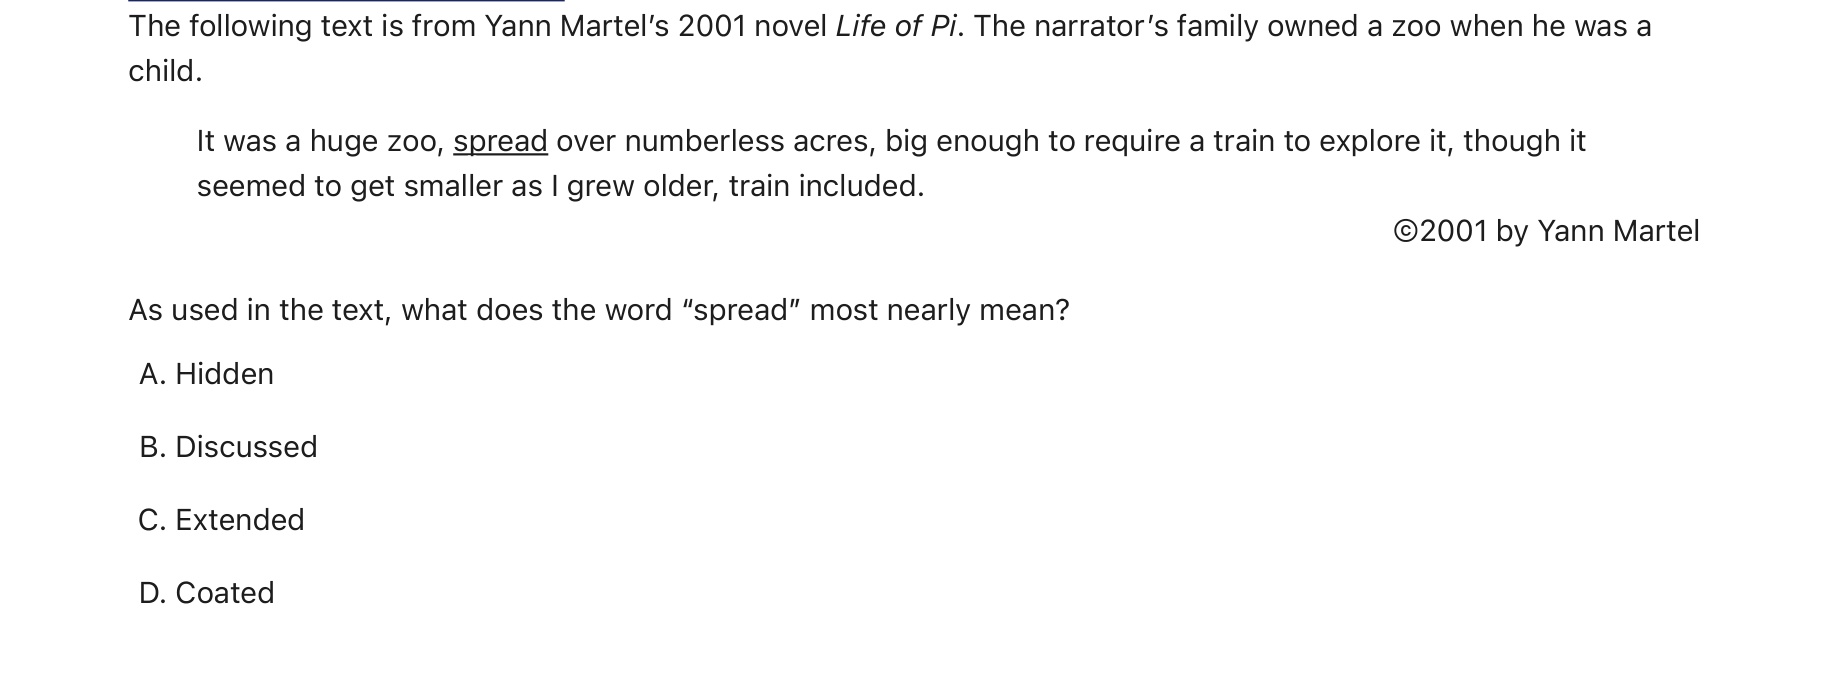 The following text is from Yann Martel’s 2001 novel Life of Pi. The narrator’s family owned a zoo when he was a
child.
It was a huge zoo, spread over numberless acres, big enough to require a train to explore it, though it
seemed to get smaller as I grew older, train included.
©2001 by Yann Martel
As used in the text, what does the word “spread” most nearly mean?
A. Hidden
B. Discussed
C. Extended
D. Coated